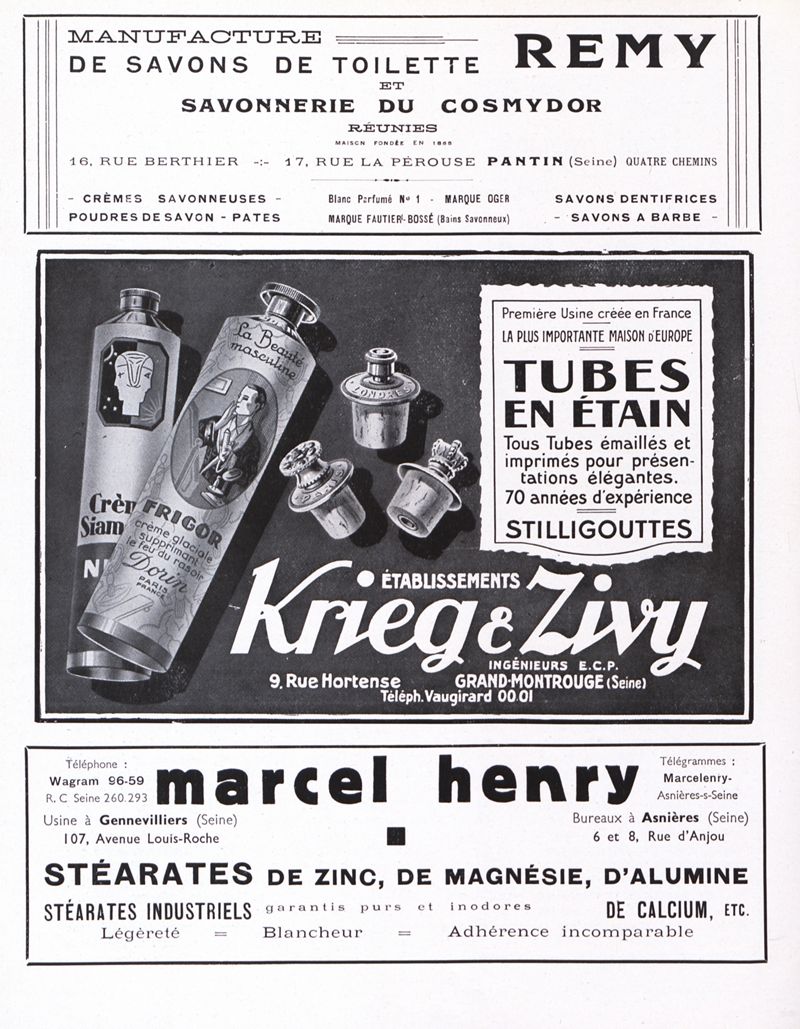 MANUFACTURE
DE SAVONS DE TOILETTE REMY
ET
SAVONNERIE DU COSMYDOR
RÉUNIES
MAISON FONDÉE EN 1888
16, RUE BERTHIER -:- 17, RUE LA PÉROUSE PANTIN (Seine) QUATRE CHEMINS
- CRÈMES SAVONNEUSES -
POUDRES DE SAVON - PATES
Blanc Parfumé No 1 - MARQUE OGER
MARQUE FAUTIER-BOSSÉ (Bains Savonneux)
SAVONS DENTIFRICES
- SAVONS A BARBE -
Crèm
Siam
N
La Beauté
masculine
FRIGOR
crème glaciale
supprimant
le feu du rasoir
Dorin
PARIS
FRANCE
LONDRES
PARIS
Première Usine créée en France
LA PLUS IMPORTANTE MAISON D'EUROPE
TUBES
EN ÉTAIN
Tous Tubes émaillés et
imprimés pour présen-
tations élégantes.
70 années d'expérience
STILLIGOUTTES
ÉTABLISSEMENTS
Krieg & Zivy
INGÉNIEURS E.C.P.
9, Rue Hortense GRAND-MONTROUGE (Seine)
Téléph. Vaugirard 00.01
Téléphone :
Wagram 96-59
R. C Seine 260.293
marcel henry
Télégrammes :
Marcelenry-
Asnières-s-Seine
Usine à Gennevilliers (Seine)
107, Avenue Louis-Roche
Bureaux à Asnières (Seine)
6 et 8, Rue d'Anjou
STÉARATES DE ZINC, DE MAGNÉSIE, D'ALUMINE
STÉARATES INDUSTRIELS garantis purs et inodores DE CALCIUM, ETC.
Légèreté = Blancheur = Adhérence incomparable